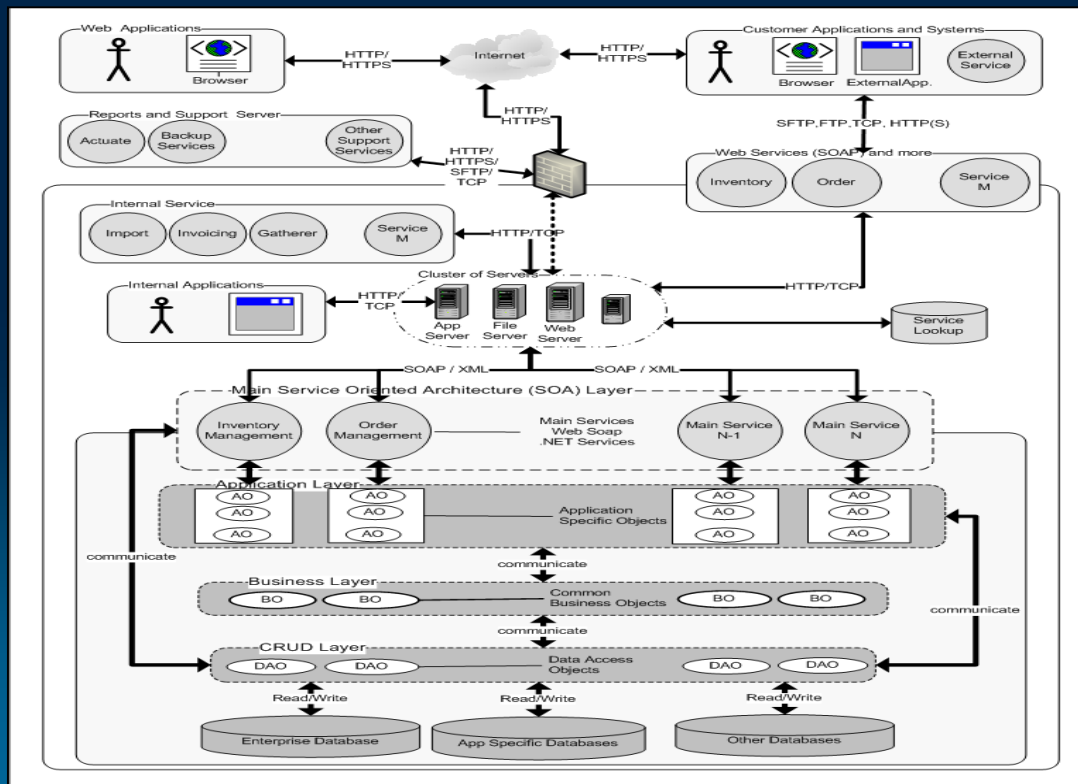 Web Applications
Browser
HTTP/
HTTPS
Internet
HTTP/
HTTPS
Customer Applications and Systems
Browser
ExternalApp.
External
Service
HTTP/
HTTPS
SFTP,FTP,TCP, HTTP(S)
Reports and Support Server
Actuate
Backup
Services
Other
Support
Services
HTTP/
HTTPS/
SFTP/
TCP
Web Services (SOAP) and more
Inventory
Order
Service
M
Internal Service
Import
Invoicing
Gatherer
Service
M
HTTP/TCP
Cluster of Servers
HTTP/TCP
Internal Applications
HTTP/
TCP
App
Server
File
Server
Web
Server
Service
Lookup
SOAP / XML
SOAP / XML
Main Service Oriented Architecture (SOA) Layer
Inventory
Management
Order
Management
Main Services
Web Soap
.NET Services
Main Service
N-1
Main Service
N
Application Layer
AO
AO
AO
AO
AO
AO
Application
Specific Objects
AO
AO
AO
AO
AO
AO
communicate
communicate
Business Layer
BO
BO
Common
Business Objects
BO
BO
communicate
communicate
CRUD Layer
DAO
DAO
Data Access
Objects
DAO
DAO
Read/Write
Read/Write
Read/Write
Enterprise Database
App Specific Databases
Other Databases